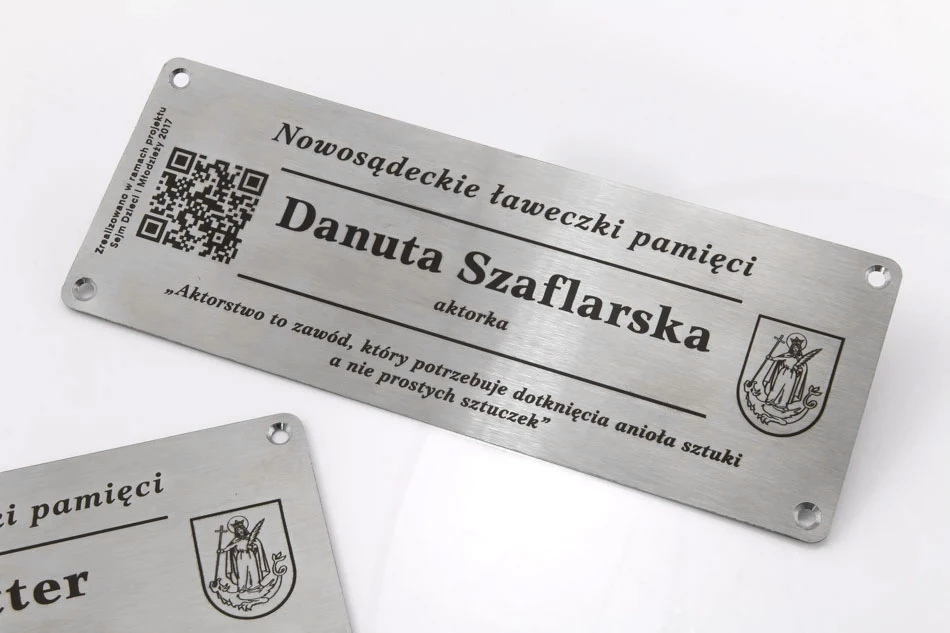 Zrealizowano w ramach projektu
Sejm Dzieci i Młodzieży 2017
Nowosądeckie ławeczki pamięci
Danuta Szaflarska
aktorka
„Aktorstwo to zawód, który potrzebuje dotknięcia anioła sztuki
a nie prostych sztuczek”
ki pamięci
tter